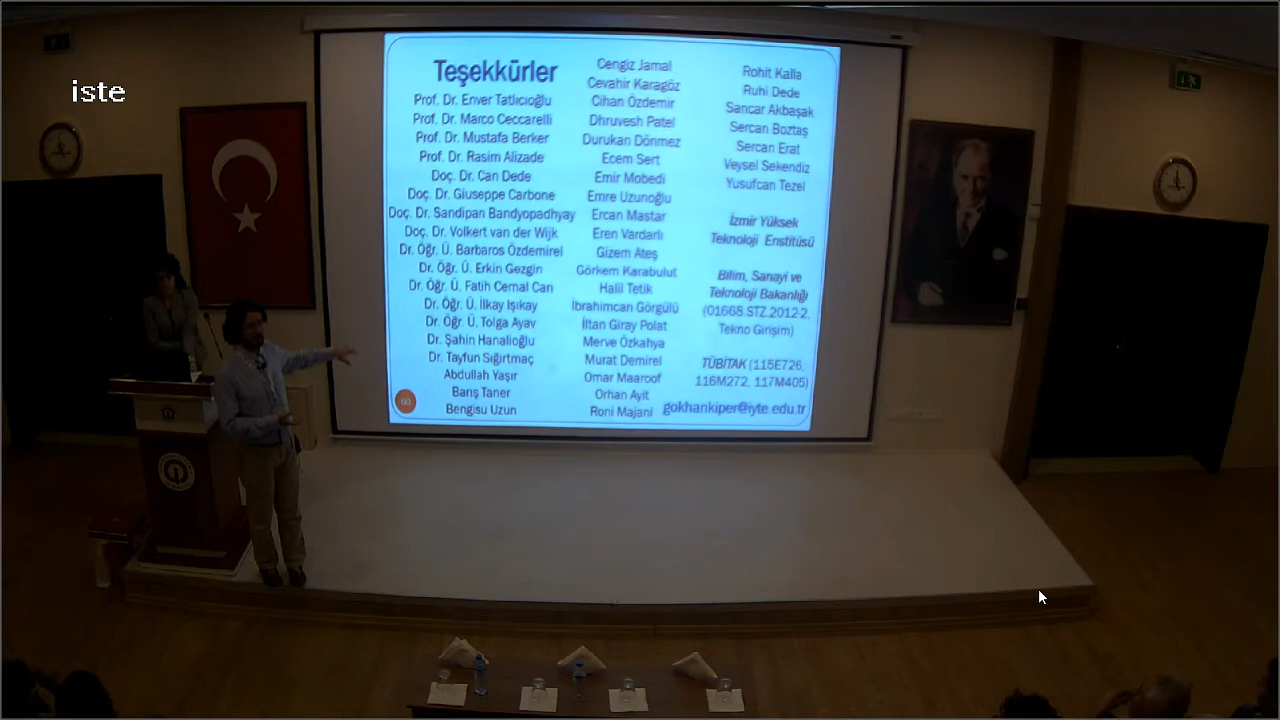 iste
Teşekkürler
Prof. Dr. Enver Tatlıcıoğlu
Prof. Dr. Marco Ceccarelli
Prof. Dr. Mustafa Berker
Prof. Dr. Rasim Alizade
Doç. Dr. Can Dede
Doç. Dr. Giuseppe Carbone
Doç. Dr. Sandipan Bandyopadhyay
Doç. Dr. Volkert van der Wijk
Dr. Öğr. Ü. Barbaros Özdemirel
Dr. Öğr. Ü. Erkin Gezgin
Dr. Öğr. Ü. Fatih Cemal Can
Dr. Öğr. Ü. İlkay Işıkay
Dr. Öğr. Ü. Tolga Ayav
Dr. Şahin Hanalioğlu
Dr. Tayfun Sığırtmaç
Abdullah Yaşır
Barış Taner
Bengisu Uzun
60
Cengiz Jamal
Cevahir Karagöz
Cihan Özdemir
Dhruvesh Patel
Durukan Dönmez
Ecem Sert
Emir Mobedi
Emre Uzunoğlu
Ercan Mastar
Eren Vardarlı
Gizem Ateş
Görkem Karabulut
Halil Tetik
İbrahimcan Görgülü
İltan Giray Polat
Merve Özkahya
Murat Demirel
Omar Maaroof
Orhan Ayit
Roni Majani
Rohit Kalla
Ruhi Dede
Sancar Akbaşak
Sercan Boztaş
Sercan Erat
Veysel Sekendiz
Yusufcan Tezel
İzmir Yüksek
Teknoloji Enstitüsü
Bilim, Sanayi ve
Teknoloji Bakanlığı
(01668.STZ.2012-2,
Tekno Girişim)
TÜBİTAK (115E726,
116M272, 117M405)
gokhankiper@iyte.edu.tr